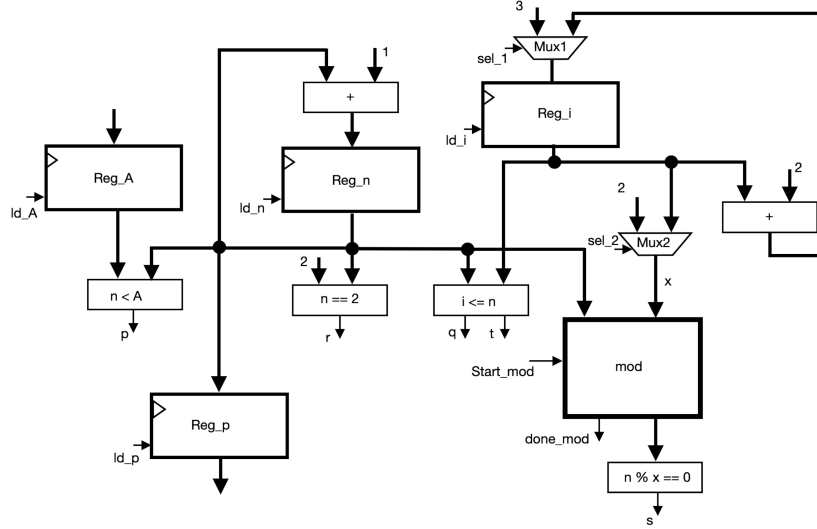 3
Mux1
sel_1
1
+
Reg_i
ld_i
Reg_A
ld_A
Reg_n
ld_n
2
2
+
sel_2
Mux2
x
n < A
p
2
n == 2
r
i <= n
q
t
mod
Start_mod
done_mod
Reg_p
ld_p
n % x == 0
s